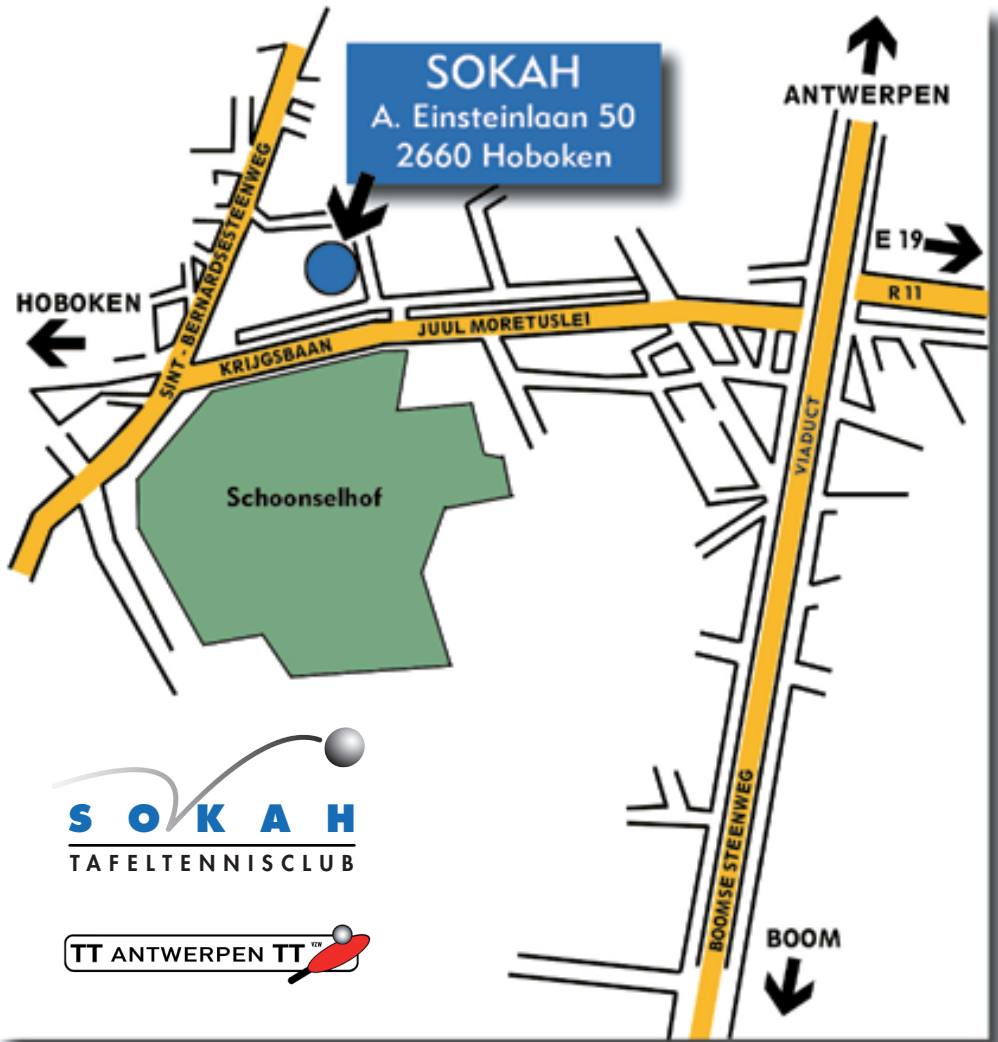 SOKAH
A. Einsteinlaan 50
2660 Hoboken
ANTWERPEN
E 19
R 11
HOBOKEN
SINT - BERNARDSESTEENWEG
KRIJGSBAAN
JUUL MORETUSLEI
VIADUCT
Schoonselhof
SOKAH
TAFELTENNISCLUB
TT ANTWERPEN TT VZW
BOOMSE STEENWEG
BOOM